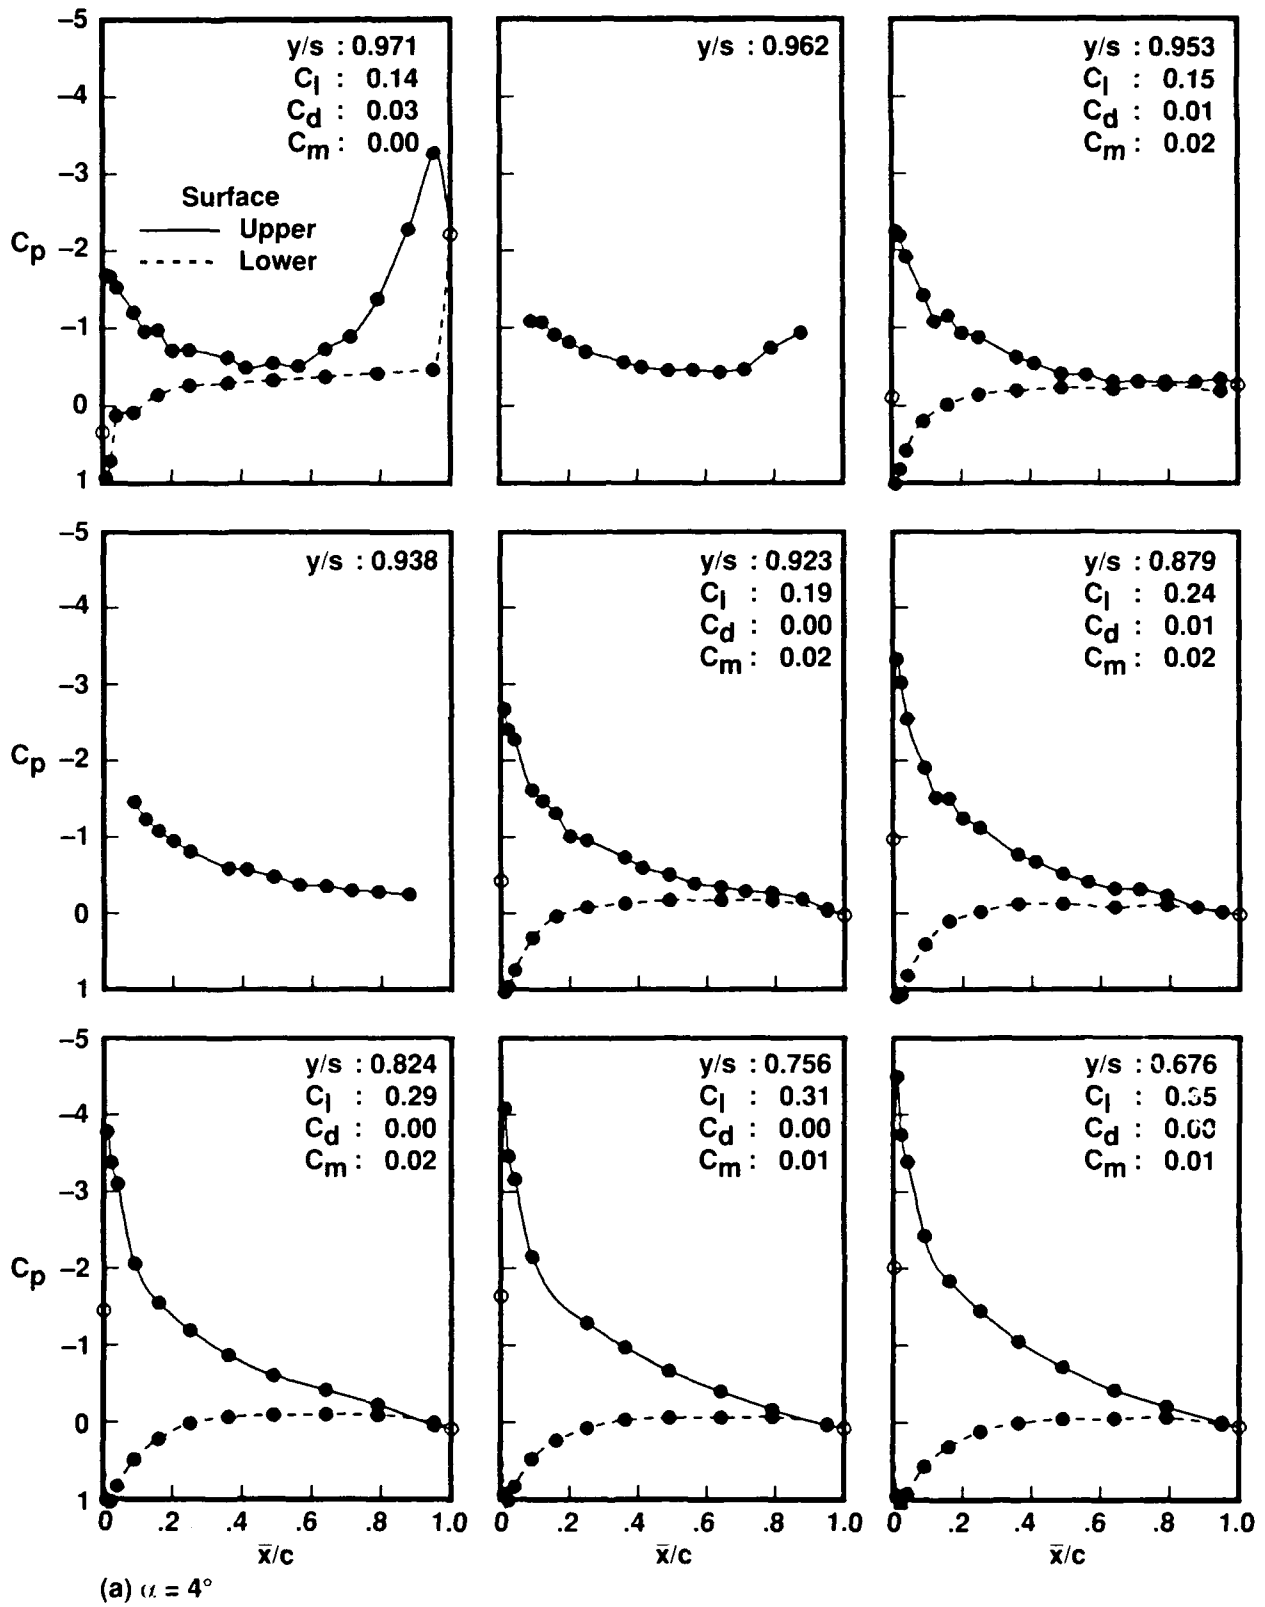 −5
−4
−3
−2
−1
0
1
Cp
y/s : 0.971
Cl : 0.14
Cd : 0.03
Cm : 0.00
Surface
Upper
Lower
y/s : 0.962
y/s : 0.953
Cl : 0.15
Cd : 0.01
Cm : 0.02
−5
−4
−3
−2
−1
0
1
Cp
y/s : 0.938
y/s : 0.923
Cl : 0.19
Cd : 0.00
Cm : 0.02
y/s : 0.879
Cl : 0.24
Cd : 0.01
Cm : 0.02
−5
−4
−3
−2
−1
0
1
Cp
y/s : 0.824
Cl : 0.29
Cd : 0.00
Cm : 0.02
y/s : 0.756
Cl : 0.31
Cd : 0.00
Cm : 0.01
y/s : 0.676
Cl : 0.35
Cd : 0.00
Cm : 0.01
0 .2 .4 .6 .8 1.0
0 .2 .4 .6 .8 1.0
0 .2 .4 .6 .8 1.0
x̅/c
x̅/c
x̅/c
(a) α = 4°